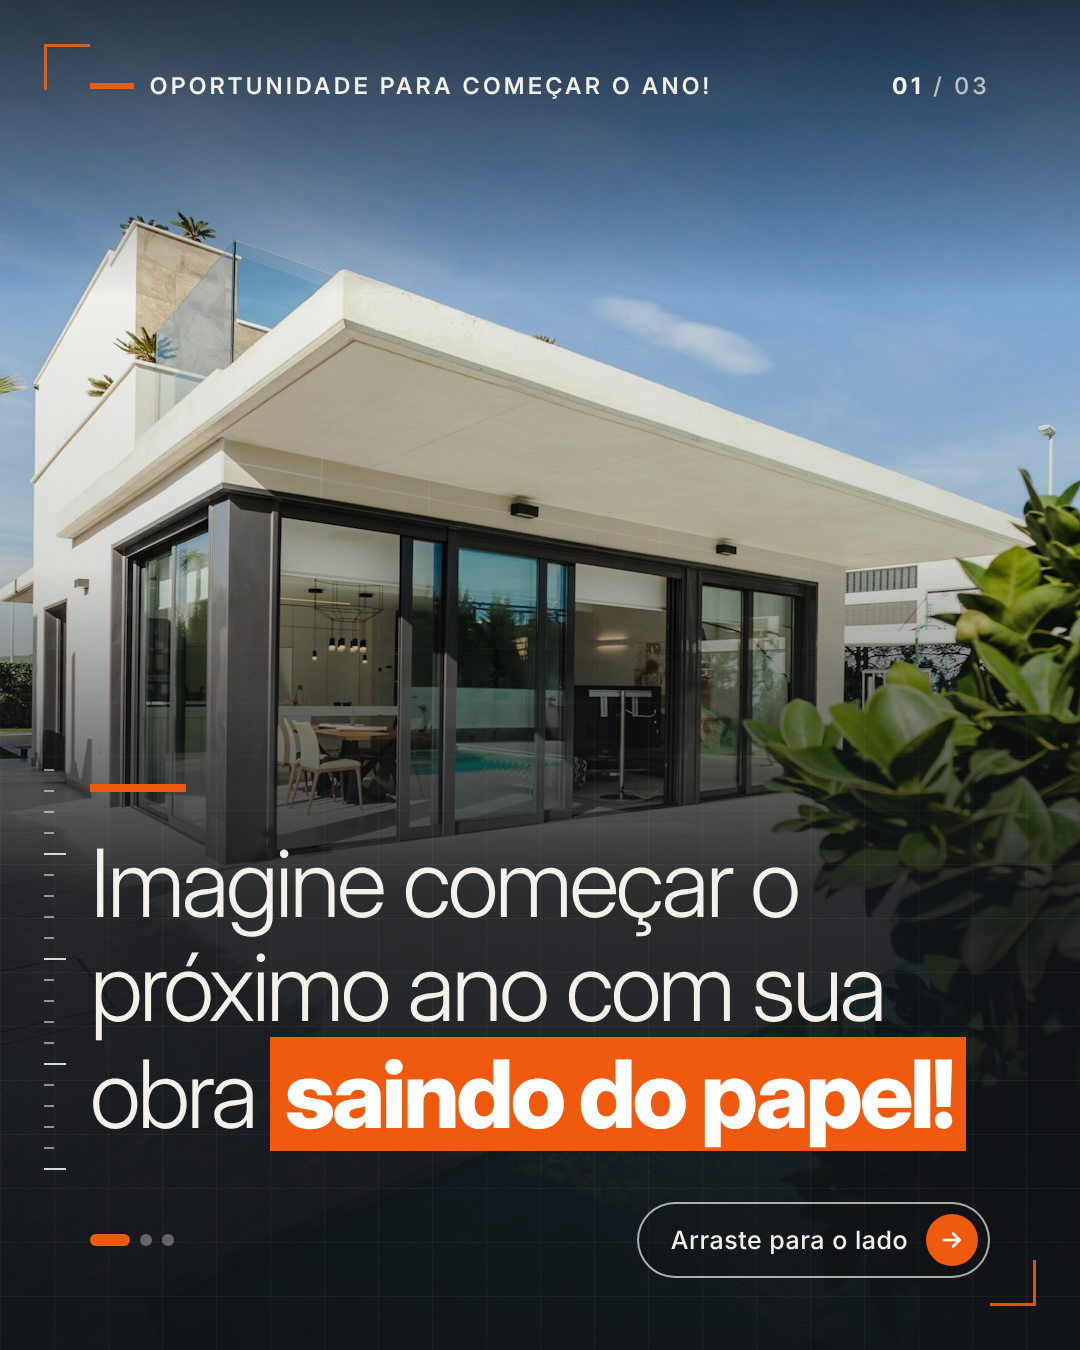 OPORTUNIDADE PARA COMEÇAR O ANO!
01 / 03
Imagine começar o
próximo ano com sua
obra saindo do papel!
Arraste para o lado